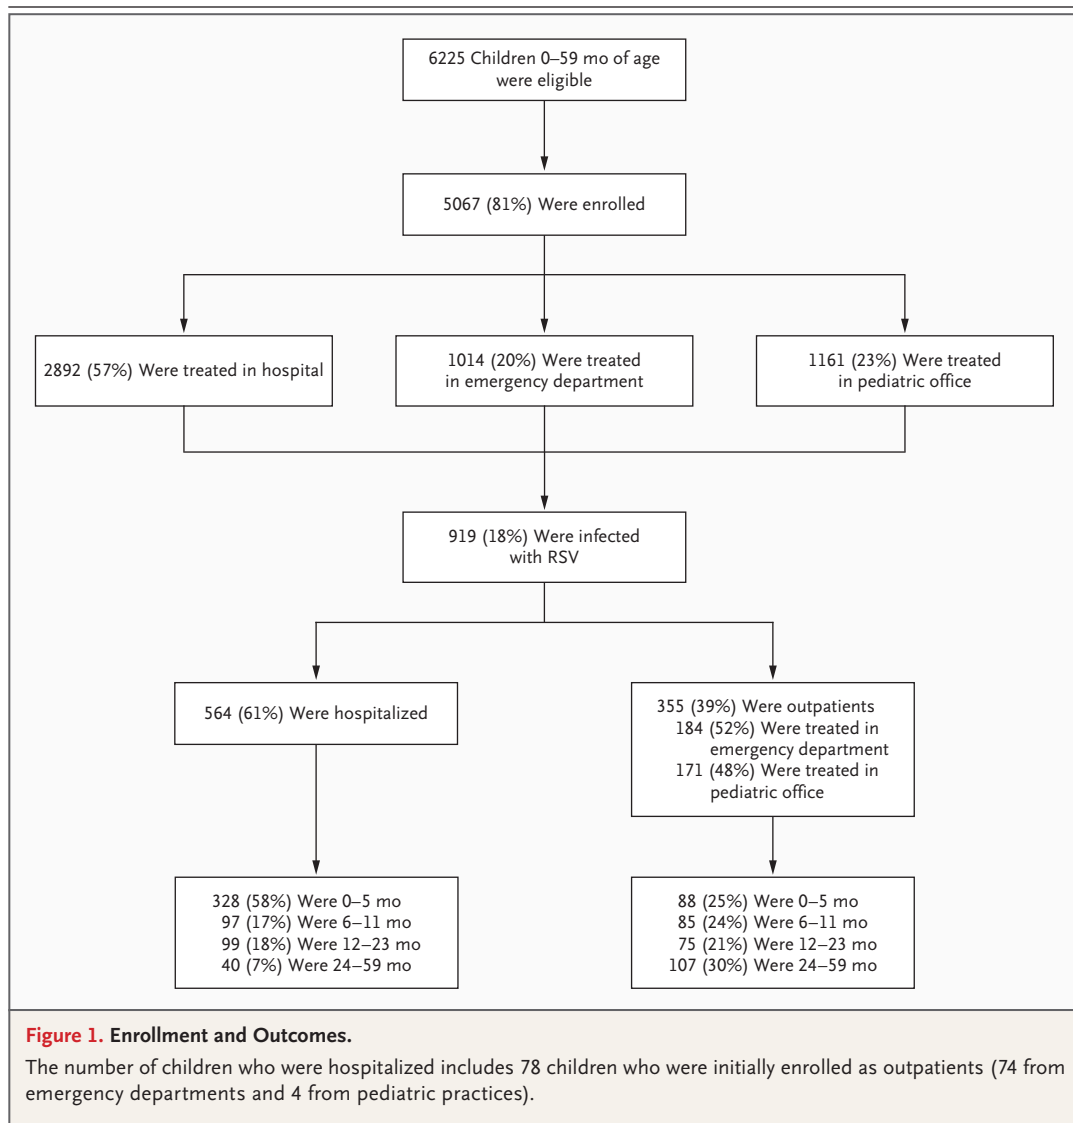 6225 Children 0–59 mo of age
were eligible
5067 (81%) Were enrolled
2892 (57%) Were treated in hospital
1014 (20%) Were treated
in emergency department
1161 (23%) Were treated
in pediatric office
919 (18%) Were infected
with RSV
564 (61%) Were hospitalized
355 (39%) Were outpatients
184 (52%) Were treated in
emergency department
171 (48%) Were treated in
pediatric office
328 (58%) Were 0–5 mo
97 (17%) Were 6–11 mo
99 (18%) Were 12–23 mo
40 (7%) Were 24–59 mo
88 (25%) Were 0–5 mo
85 (24%) Were 6–11 mo
75 (21%) Were 12–23 mo
107 (30%) Were 24–59 mo
Figure 1. Enrollment and Outcomes.
The number of children who were hospitalized includes 78 children who were initially enrolled as outpatients (74 from
emergency departments and 4 from pediatric practices).